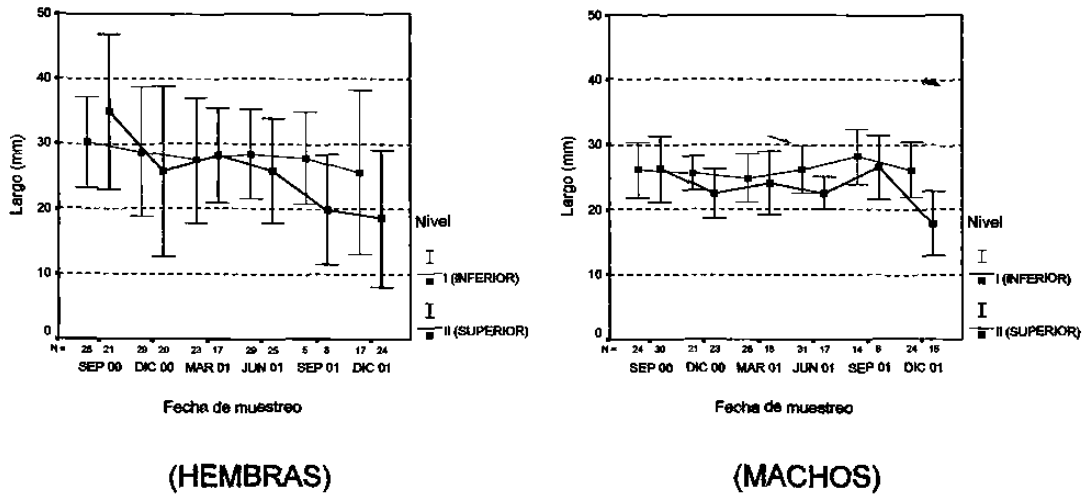 50
40
30
20
10
0
Largo (mm)
Nivel
I (INFERIOR)
II (SUPERIOR)
N = 28 21 29 20 23 17 29 25 5 8 17 24
SEP 00 DIC 00 MAR 01 JUN 01 SEP 01 DIC 01
Fecha de muestreo
(HEMBRAS)
50
40
30
20
10
0
Largo (mm)
Nivel
I (INFERIOR)
II (SUPERIOR)
N = 24 30 21 23 18 31 17 14 24
SEP 00 DIC 00 MAR 01 JUN 01 SEP 01 DIC 01
Fecha de muestreo
(MACHOS)